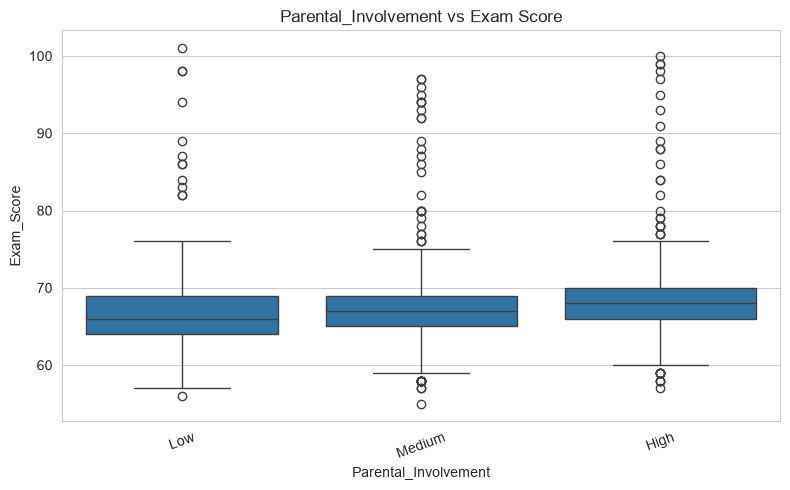 Parental_Involvement vs Exam Score
100
90
80
70
60
Exam_Score
Low
Medium
High
Parental_Involvement